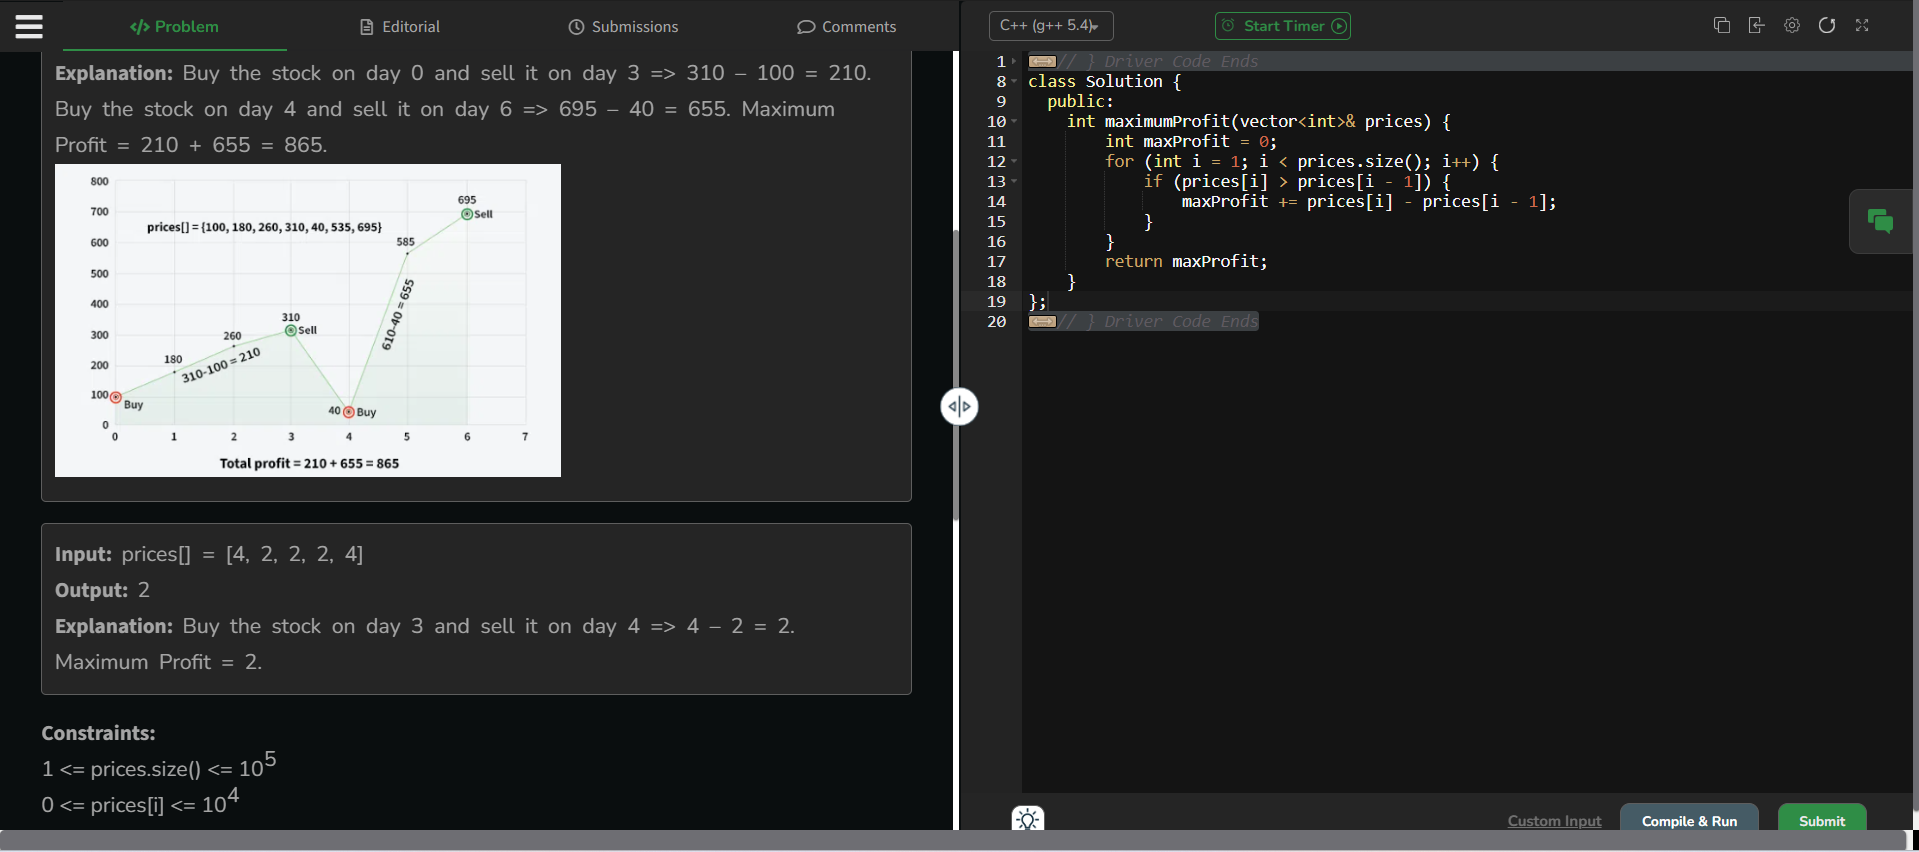 </> Problem
Editorial
Submissions
Comments
Explanation: Buy the stock on day 0 and sell it on day 3 => 310 – 100 = 210.
Buy the stock on day 4 and sell it on day 6 => 695 – 40 = 655. Maximum
Profit = 210 + 655 = 865.
800
700
600
500
400
300
200
100
0
prices[] = {100, 180, 260, 310, 40, 535, 695}
695
Sell
585
310
Sell
260
180
310-100 = 210
610-40 = 655
Buy
40
Buy
0 1 2 3 4 5 6 7
Total profit = 210 + 655 = 865
Input: prices[] = [4, 2, 2, 2, 4]
Output: 2
Explanation: Buy the stock on day 3 and sell it on day 4 => 4 – 2 = 2.
Maximum Profit = 2.
Constraints:
1 <= prices.size() <= 10⁵
0 <= prices[i] <= 10⁴
C++ (g++ 5.4)
Start Timer
1 // } Driver Code Ends
8 class Solution {
9 public:
10 int maximumProfit(vector<int>& prices) {
11 int maxProfit = 0;
12 for (int i = 1; i < prices.size(); i++) {
13 if (prices[i] > prices[i - 1]) {
14 maxProfit += prices[i] - prices[i - 1];
15 }
16 }
17 return maxProfit;
18 }
19 };
20 // } Driver Code Ends
Custom Input
Compile & Run
Submit